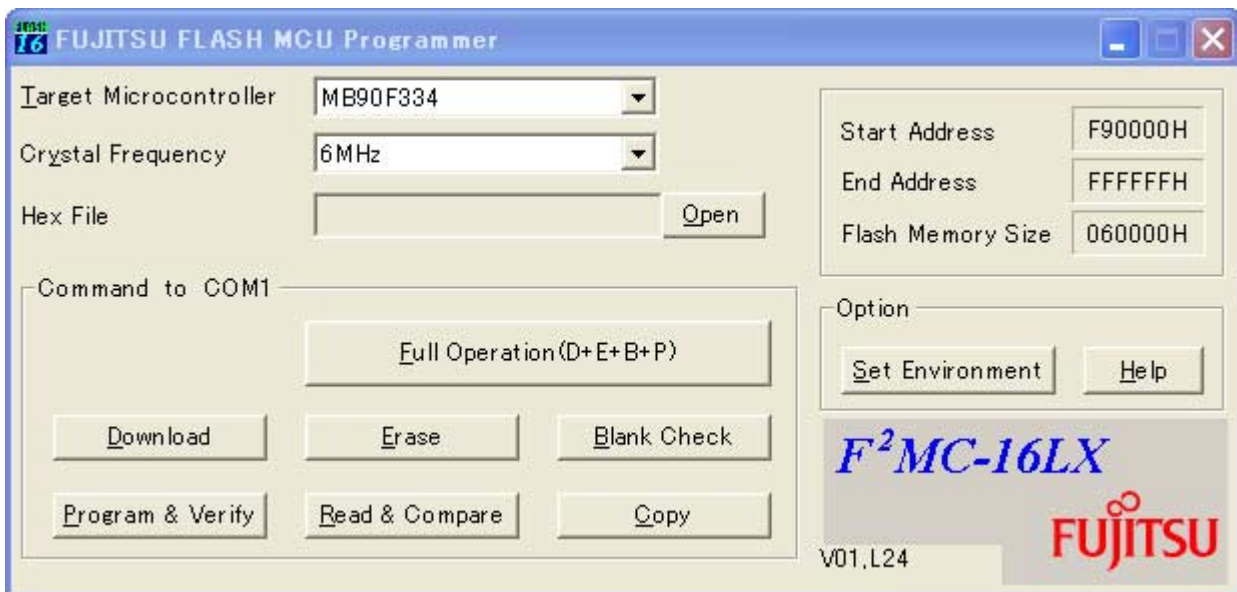 FUJITSU FLASH MCU Programmer
Target Microcontroller
MB90F334
Crystal Frequency
6MHz
Hex File
Open
Start Address
F90000H
End Address
FFFFFFH
Flash Memory Size
060000H
Command to COM1
Full Operation(D+E+B+P)
Download
Erase
Blank Check
Program & Verify
Read & Compare
Copy
Option
Set Environment
Help
F²MC-16LX
FUJITSU
V01,L24